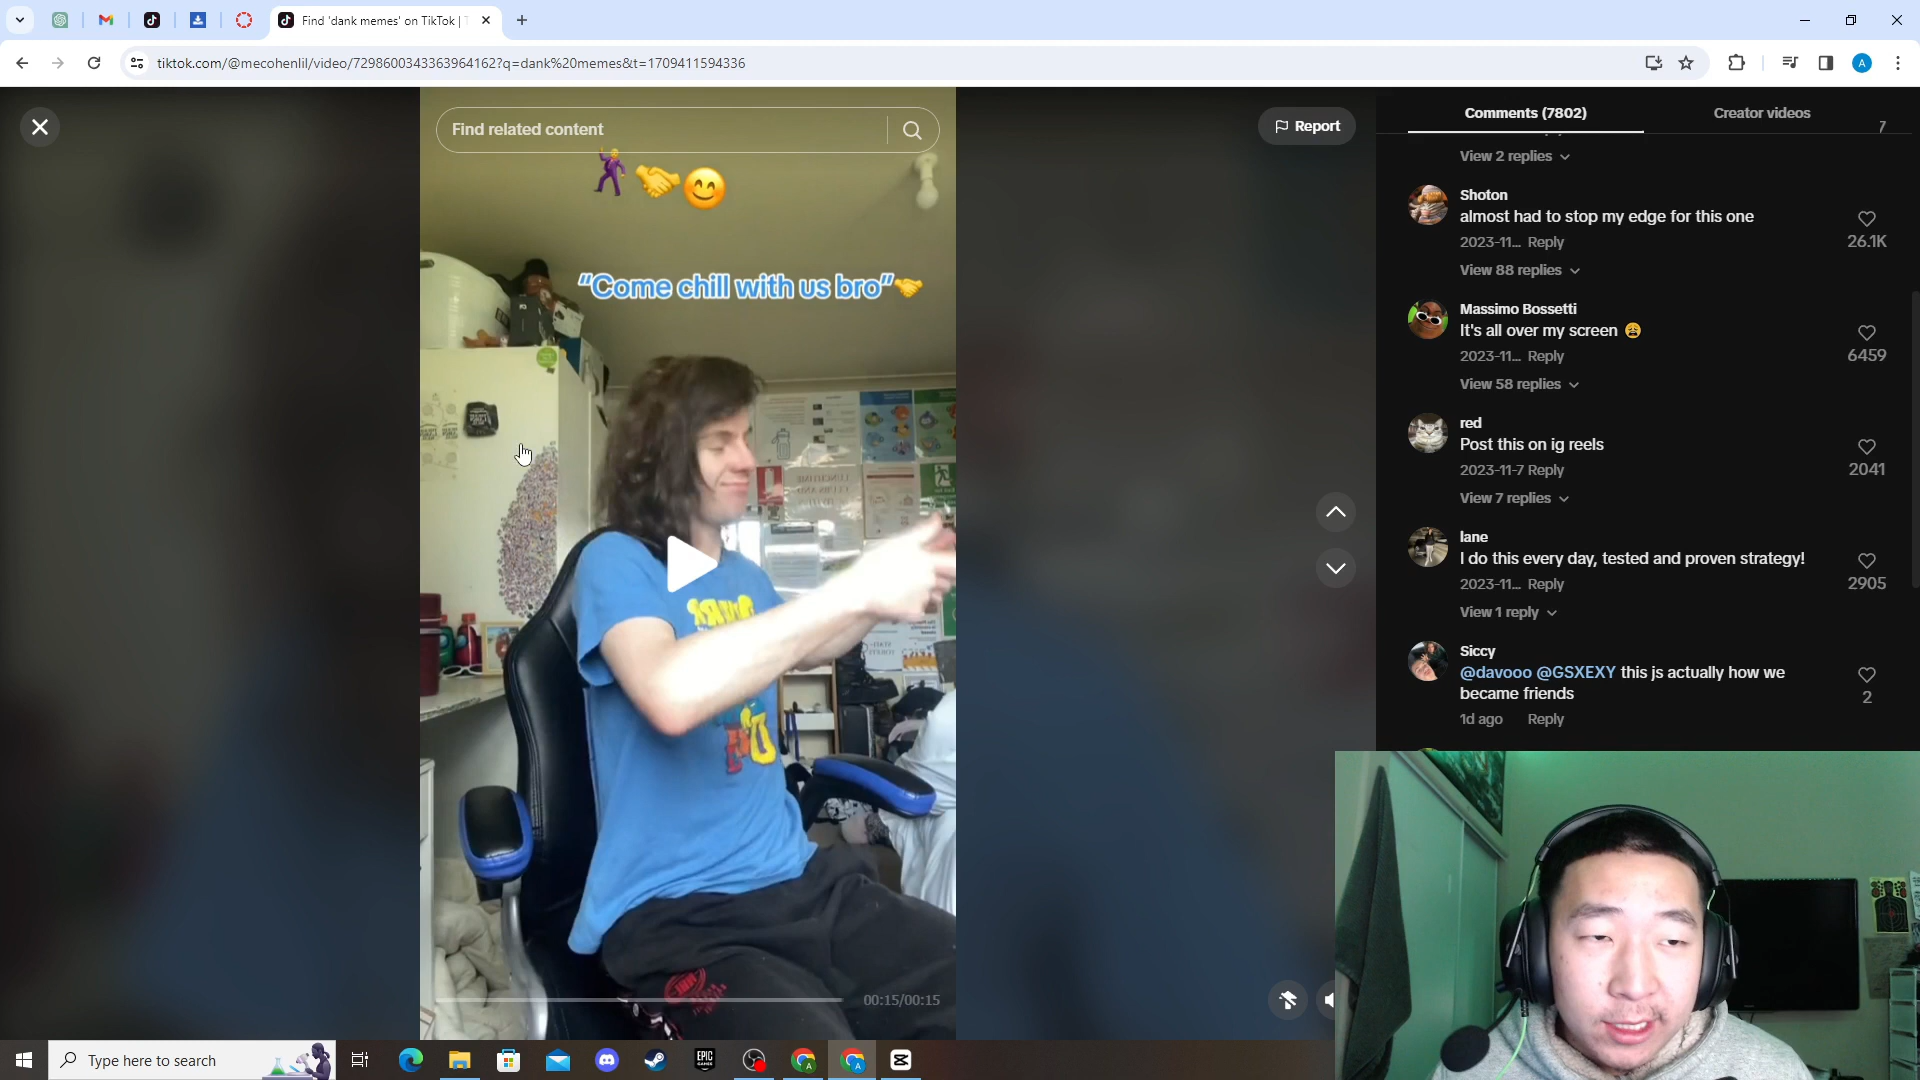 Find 'dank memes' on TikTok | T
tiktok.com/@mecohenlil/video/7298600343363964162?q=dank%20memes&t=1709411594336
A
Find related content
Report
Comments (7802)
Creator videos
7
View 2 replies
"Come chill with us bro"
Shoton
almost had to stop my edge for this one
26.1K
2023-11... Reply
View 88 replies
Massimo Bossetti
It's all over my screen 😩
6459
2023-11... Reply
View 58 replies
red
Post this on ig reels
2041
2023-11-7 Reply
View 7 replies
lane
I do this every day, tested and proven strategy!
2905
2023-11... Reply
View 1 reply
Siccy
@davooo @GSXEXY this js actually how we
became friends
2
1d ago Reply
00:15/00:15
Type here to search
EPIC
GAMES
A
A